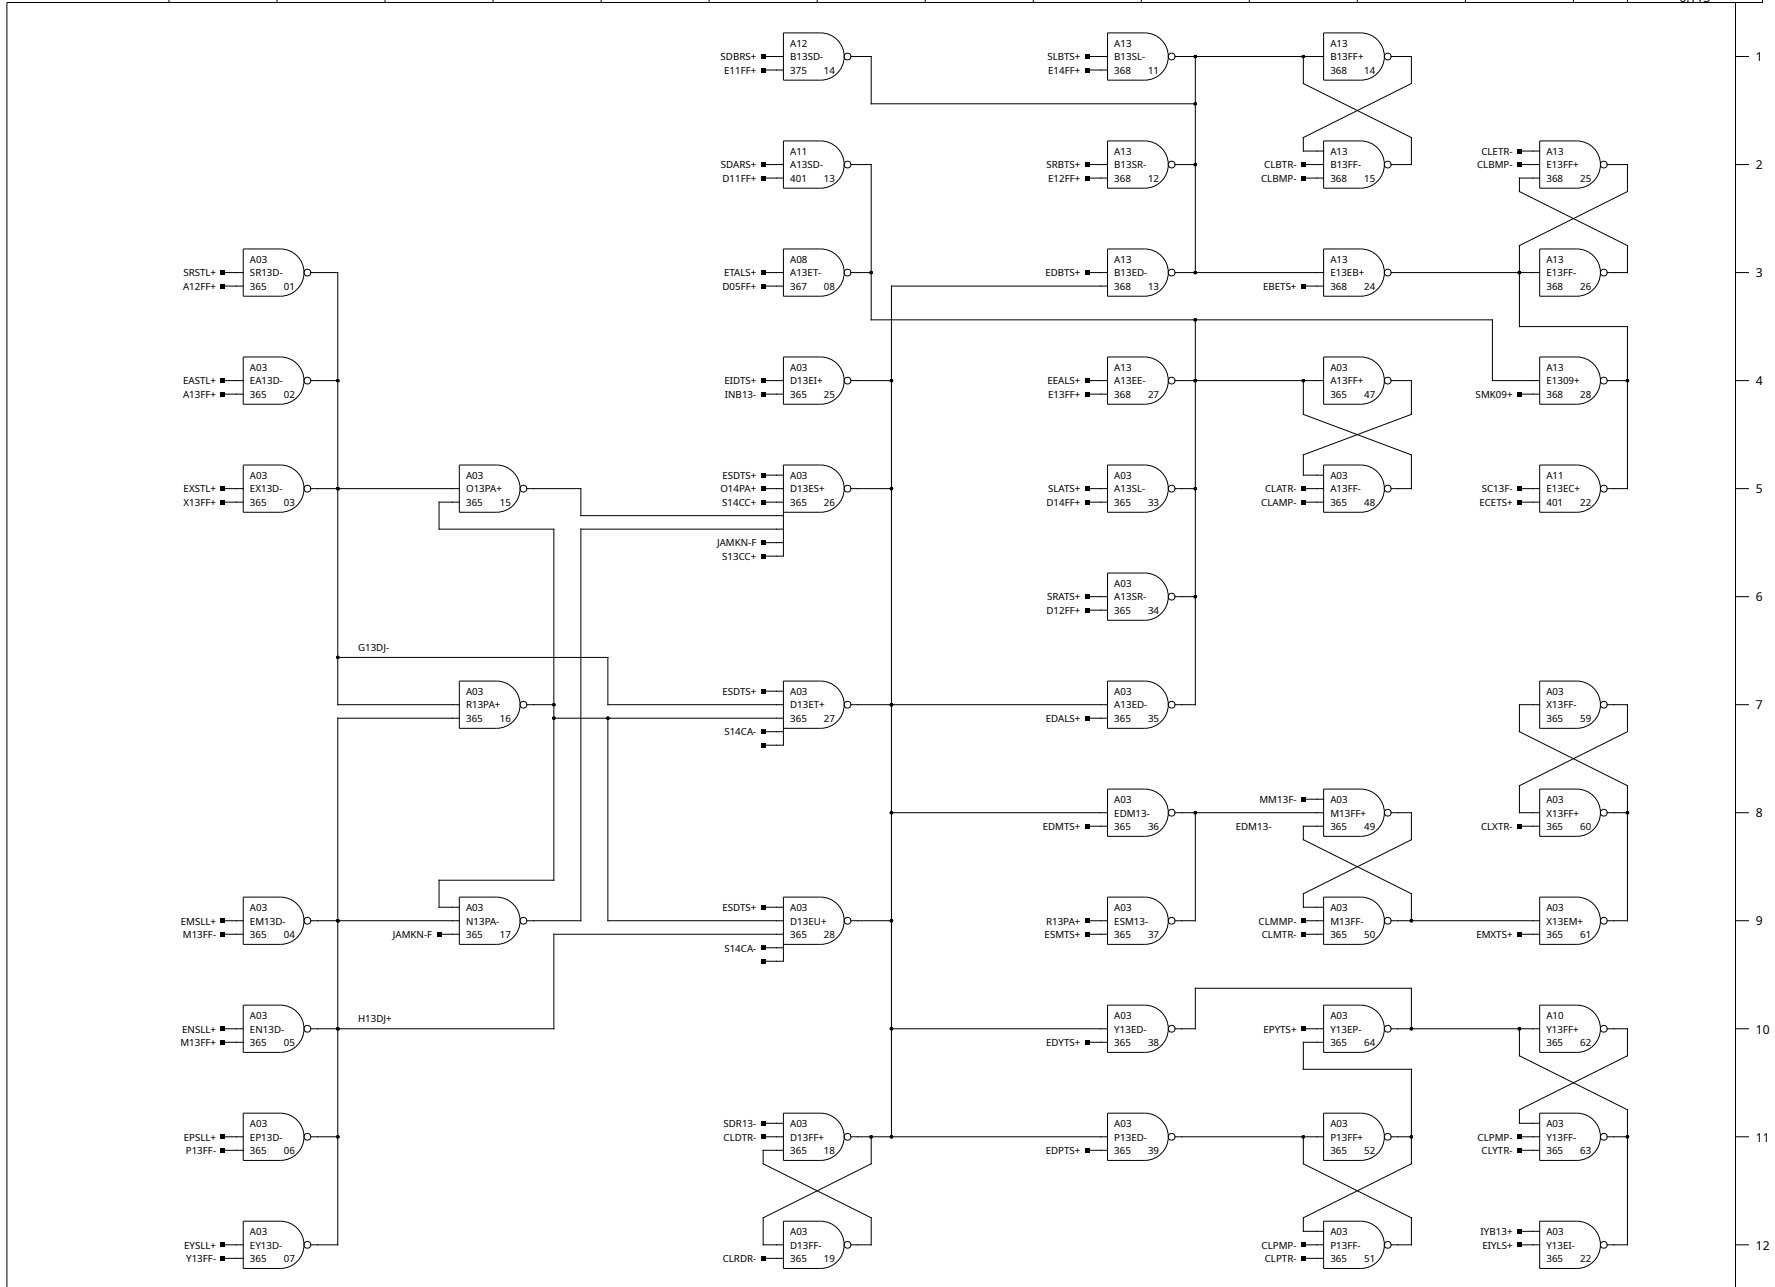 A12
SDBRS+ B13SD-
E11FF+ 375 14
A13
SLBTS+ B13SL-
E14FF+ 368 11
A13
B13FF+
368 14
1
A11
SDARS+ A13SD-
D11FF+ 401 13
A13
SRBTS+ B13SR-
E12FF+ 368 12
A13
CLBTR- B13FF-
CLBMP- 368 15
CLETR- A13
CLBMP- E13FF+
368 25
2
A03
SRSTL+ SR13D-
A12FF+ 365 01
A08
ETALS+ A13ET-
D05FF+ 367 08
A13
EDBTS+ B13ED-
368 13
A13
E13EB+
EBETS+ 368 24
A13
E13FF-
368 26
3
A03
EASTL+ EA13D-
A13FF+ 365 02
A03
EIDTS+ D13EI+
INB13- 365 25
A13
EEALS+ A13EE-
E13FF+ 368 27
A03
A13FF+
365 47
A13
E1309+
SMK09+ 368 28
4
A03
EXSTL+ EX13D-
X13FF+ 365 03
A03
O13PA+
365 15
ESDTS+ A03
O14PA+ D13ES+
S14CC+ 365 26
JAMKN-F
S13CC+
A03
SLATS+ A13SL-
D14FF+ 365 33
A03
CLATR- A13FF-
CLAMP- 365 48
A11
SC13F- E13EC+
ECETS+ 401 22
5
A03
SRATS+ A13SR-
D12FF+ 365 34
6
G13DJ-
A03
R13PA+
365 16
ESDTS+ A03
D13ET+
365 27
S14CA-
A03
A13ED-
EDALS+ 365 35
A03
X13FF-
365 59
7
A03
EDM13-
EDMTS+ 365 36
MM13F- A03
M13FF+
EDM13- 365 49
A03
X13FF+
CLXTR- 365 60
8
A03
EMSLL+ EM13D-
M13FF- 365 04
A03
N13PA-
JAMKN-F 365 17
ESDTS+ A03
D13EU+
365 28
S14CA-
A03
R13PA+ ESM13-
ESMTS+ 365 37
A03
CLMMP- M13FF-
CLMTR- 365 50
A03
X13EM+
EMXTS+ 365 61
9
A03
ENSLL+ EN13D-
M13FF+ 365 05
H13DJ+
A03
Y13ED-
EDYTS+ 365 38
A03
EPYTS+ Y13EP-
365 64
A10
Y13FF+
365 62
10
A03
EPSLL+ EP13D-
P13FF- 365 06
SDR13- A03
CLDTR- D13FF+
365 18
A03
P13ED-
EDPTS+ 365 39
A03
P13FF+
365 52
A03
CLPMP- Y13FF-
CLYTR- 365 63
11
A03
EYSLL+ EY13D-
Y13FF- 365 07
A03
D13FF-
CLRDR- 365 19
A03
CLPMP- P13FF-
CLPTR- 365 51
IYB13+ A03
EIYLS+ Y13EI-
365 22
12